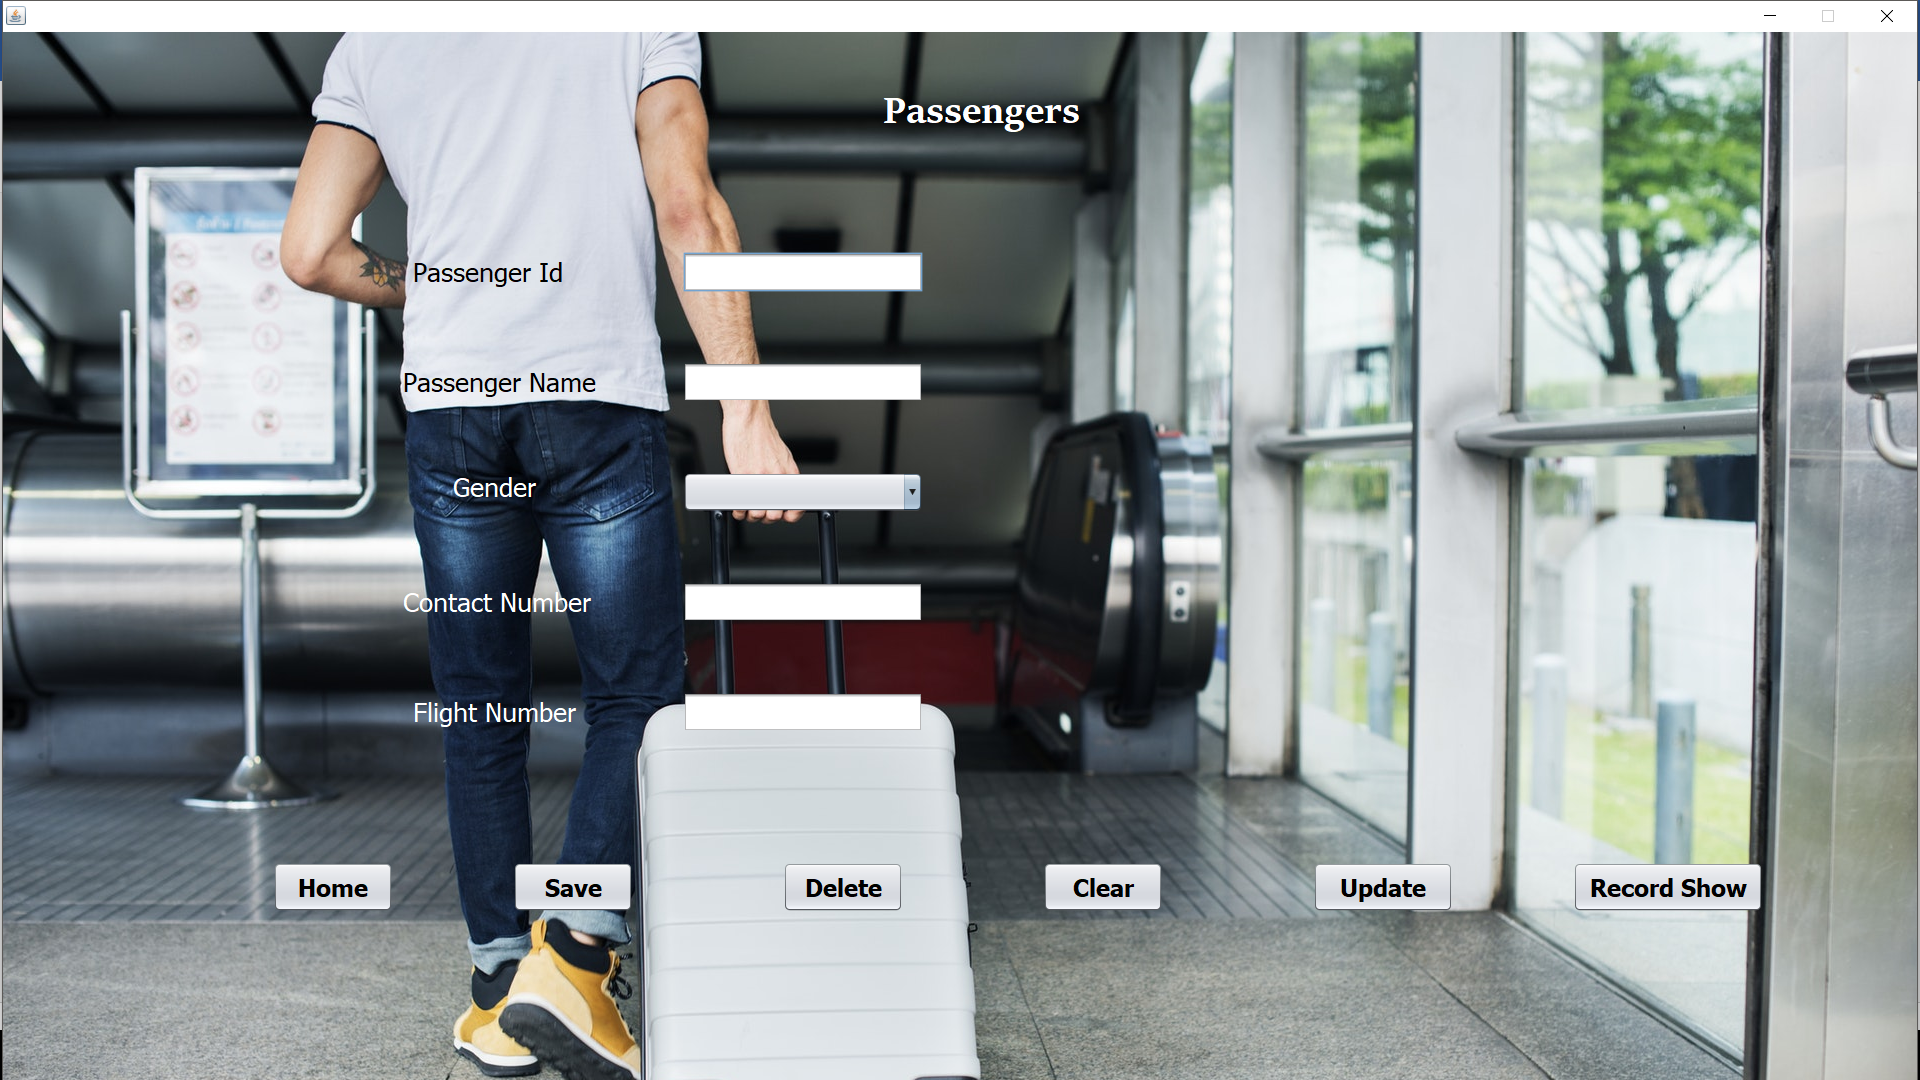 Passengers
Passenger Id
Passenger Name
Gender
Contact Number
Flight Number
Home
Save
Delete
Clear
Update
Record Show